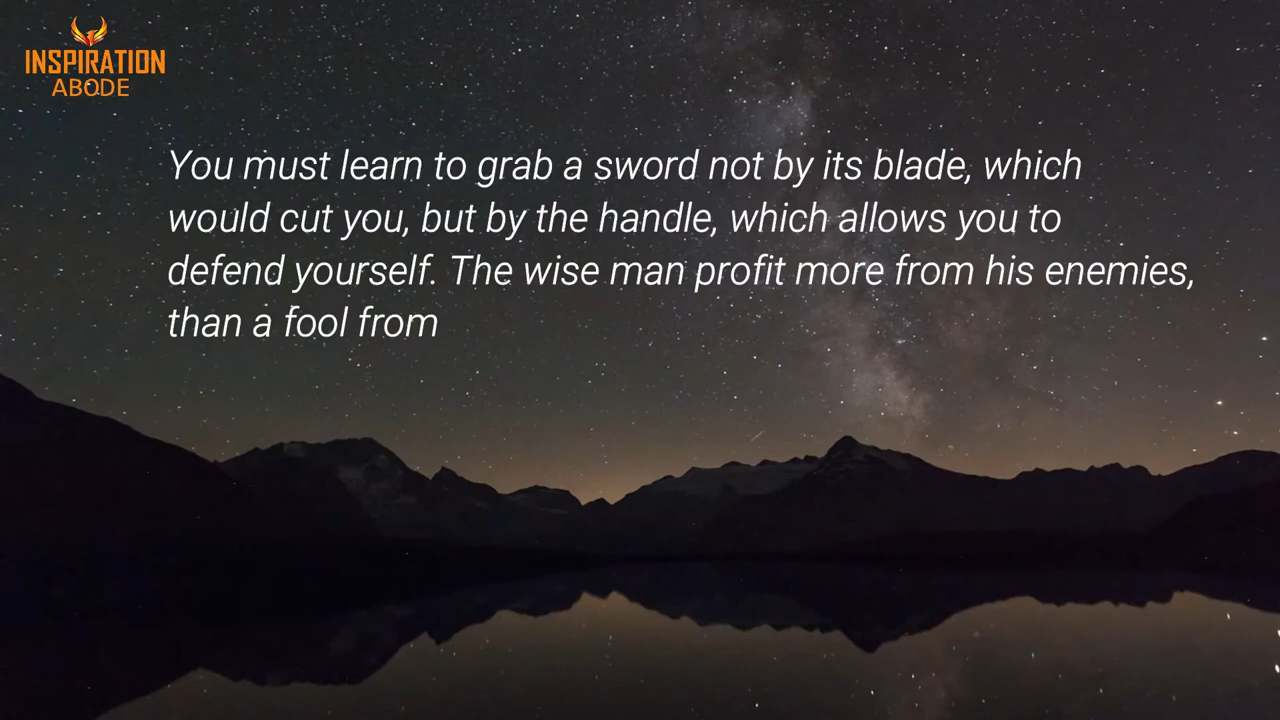 INSPIRATION
ABODE
You must learn to grab a sword not by its blade, which
would cut you, but by the handle, which allows you to
defend yourself. The wise man profit more from his enemies,
than a fool from